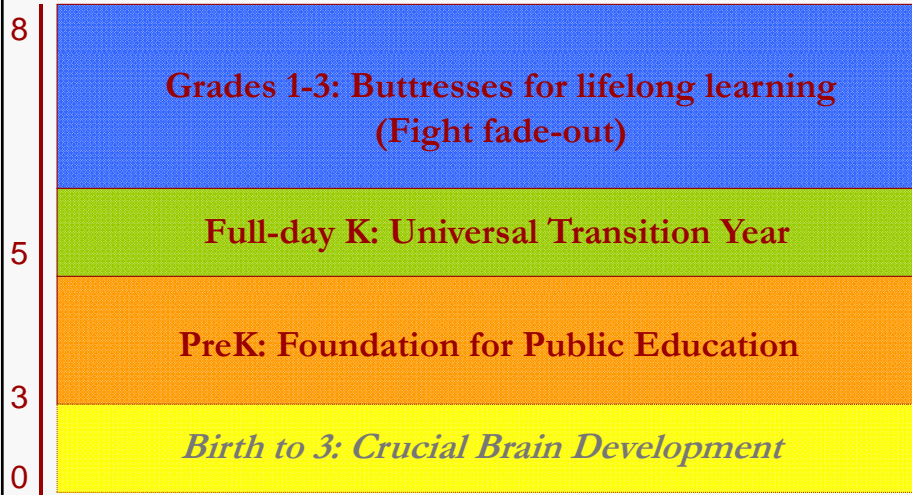 8
Grades 1-3: Buttresses for lifelong learning
(Fight fade-out)
Full-day K: Universal Transition Year
5
PreK: Foundation for Public Education
3
Birth to 3: Crucial Brain Development
0